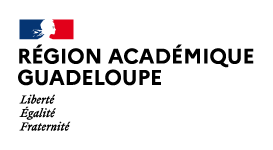 RÉGION ACADÉMIQUE
GUADELOUPE
Liberté
Égalité
Fraternité